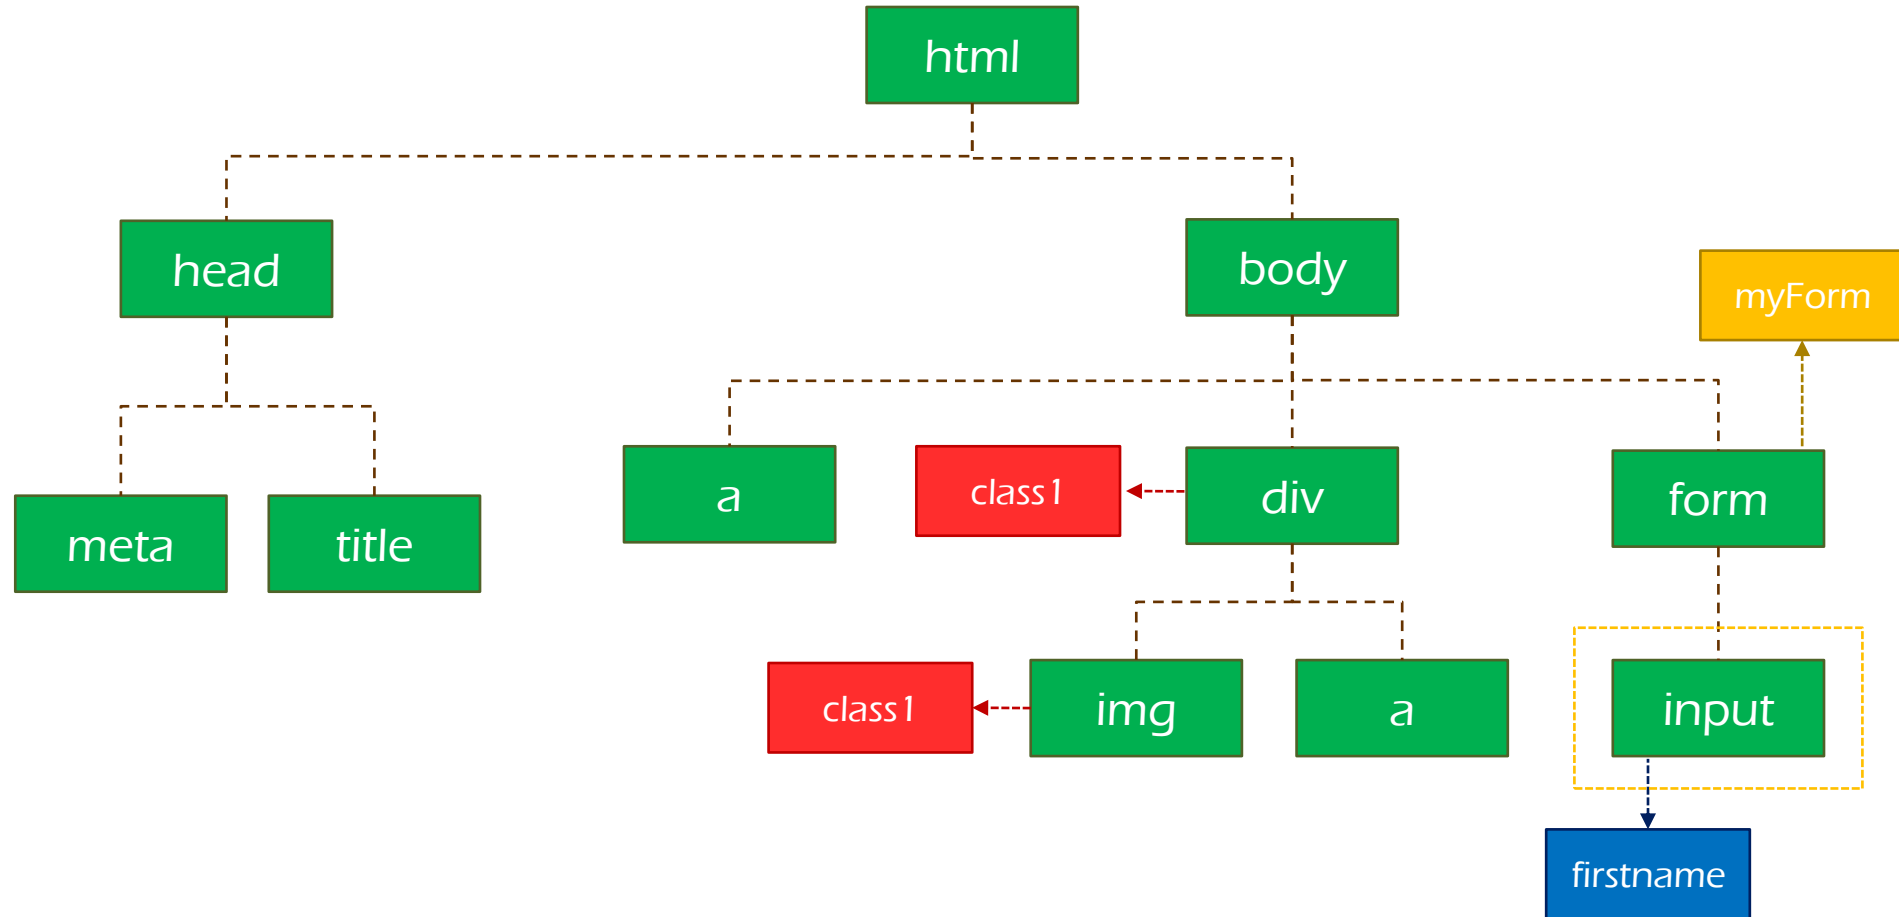 html
head
body
myForm
a
class1
div
form
meta
title
class1
img
a
input
firstname